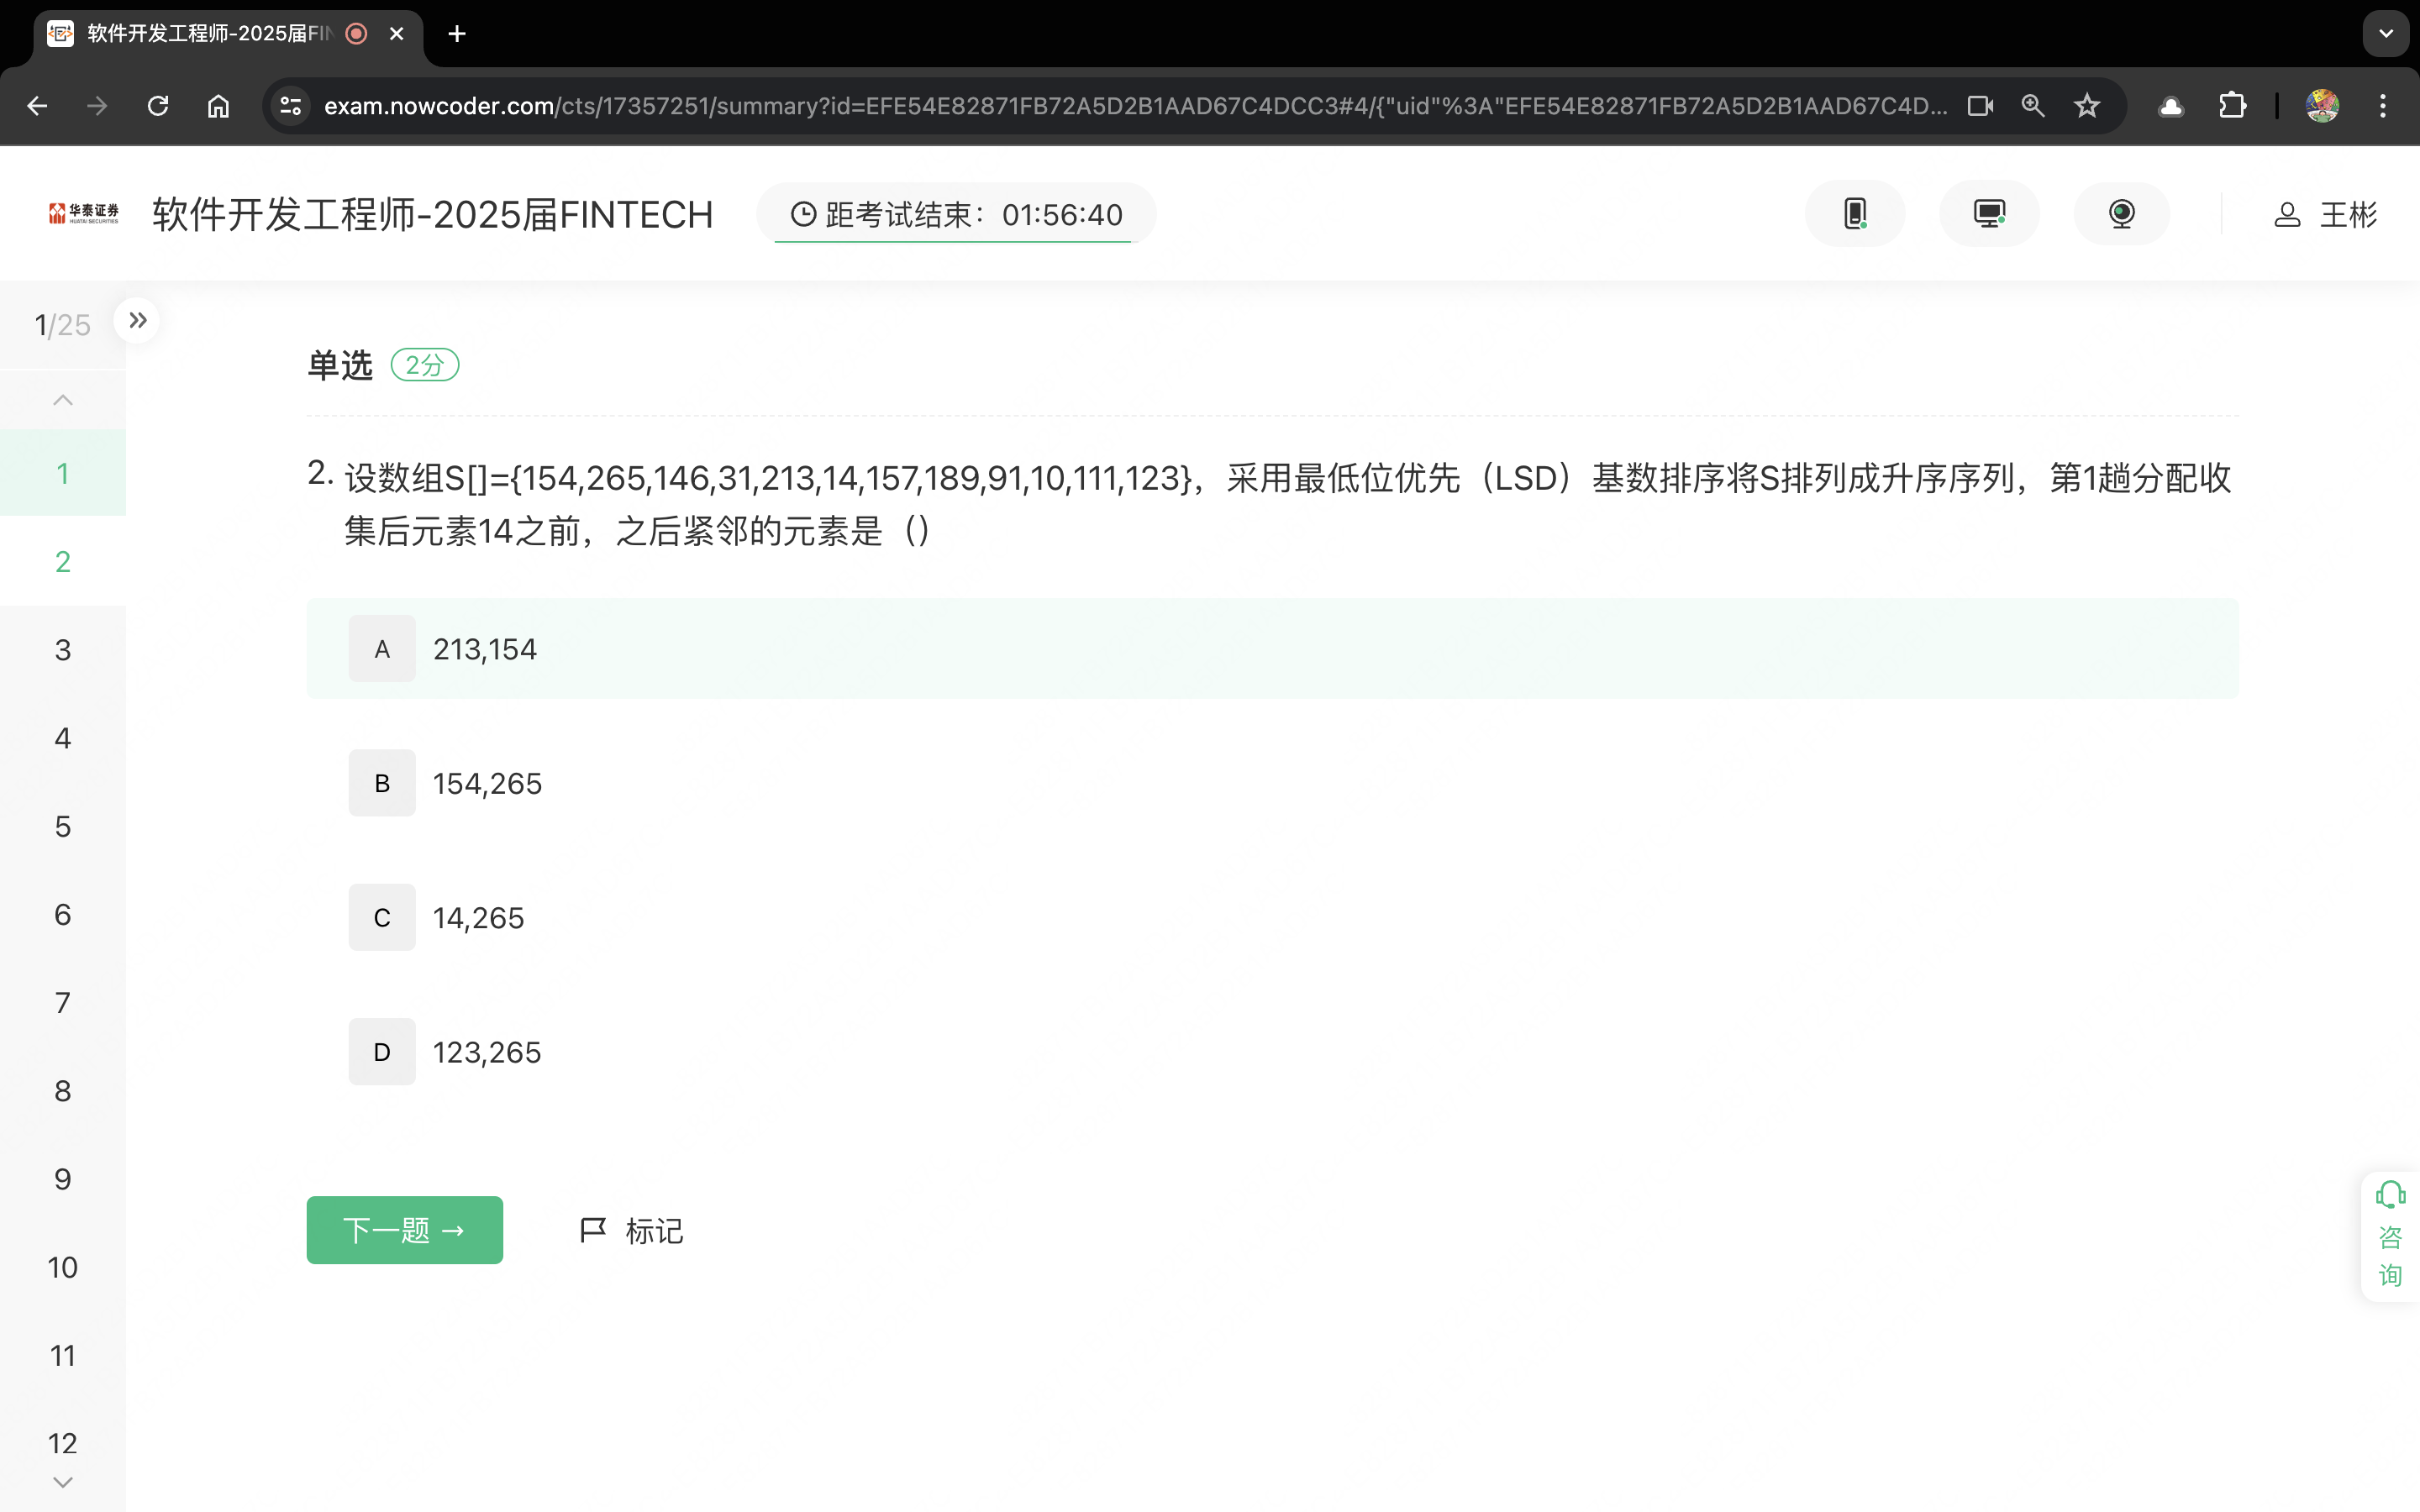 软件开发工程师-2025届FIN
exam.nowcoder.com/cts/17357251/summary?id=EFE54E82871FB72A5D2B1AAD67C4DCC3#4/{"uid"%3A"EFE54E82871FB72A5D2B1AAD67C4D...
华泰证券
HUATAI SECURITIES
软件开发工程师-2025届FINTECH
距考试结束：01:56:40
王彬
1/25
单选 2分
2. 设数组S[]={154,265,146,31,213,14,157,189,91,10,111,123}，采用最低位优先（LSD）基数排序将S排列成升序序列，第1趟分配收
集后元素14之前，之后紧邻的元素是（）
A 213,154
B 154,265
C 14,265
D 123,265
下一题 →
标记
1
2
3
4
5
6
7
8
9
10
11
12
咨
询